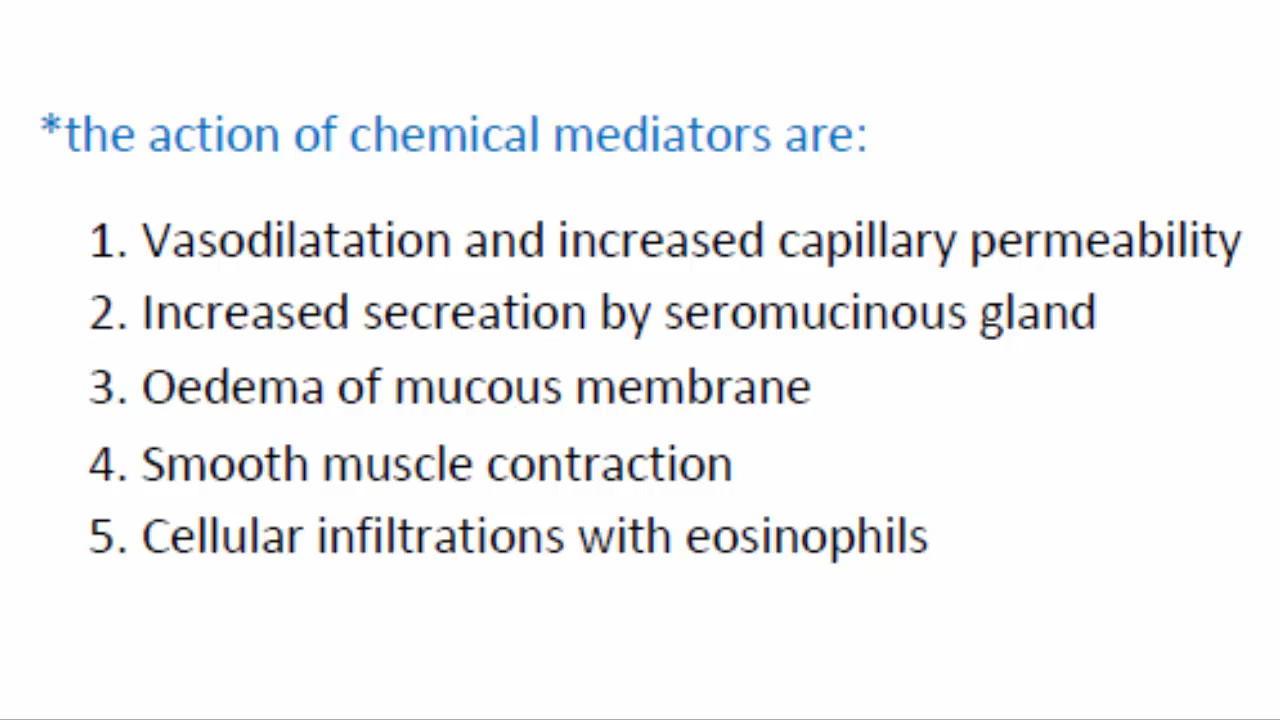 *the action of chemical mediators are:
1. Vasodilatation and increased capillary permeability
2. Increased secreation by seromucinous gland
3. Oedema of mucous membrane
4. Smooth muscle contraction
5. Cellular infiltrations with eosinophils